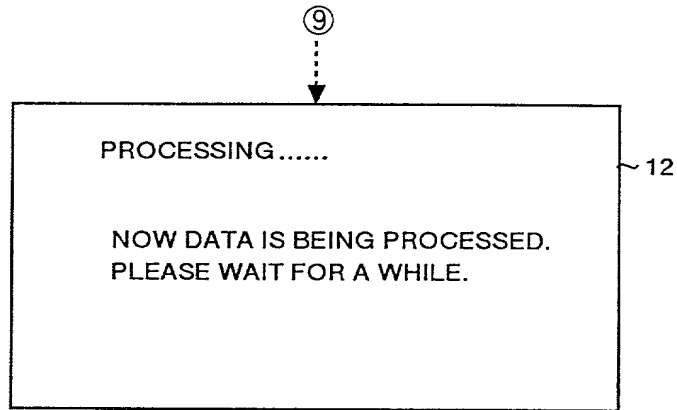 ⑨
PROCESSING......
~ 12
NOW DATA IS BEING PROCESSED.
PLEASE WAIT FOR A WHILE.